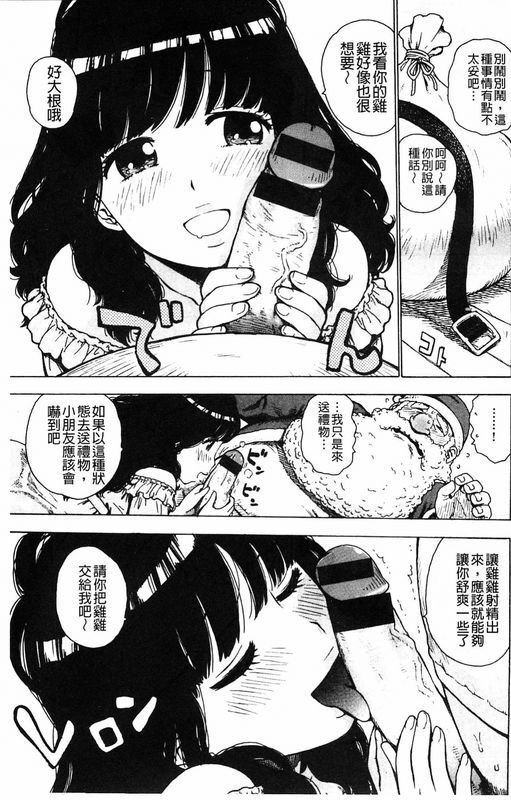 別鬧別鬧，這
種事情有點不
太妥吧…
呵呵～請
你別說這
種話～
カ
我看你的雞
雞好像也很
想要～
好大根哦
ビン
……！
…我只是來
送禮物…
如果以這種狀
態去送禮物，
小朋友應該會
嚇到吧
讓雞雞射精出
來，應該就能夠
讓你舒爽一些了
請你把雞雞
交給我吧～
レロン